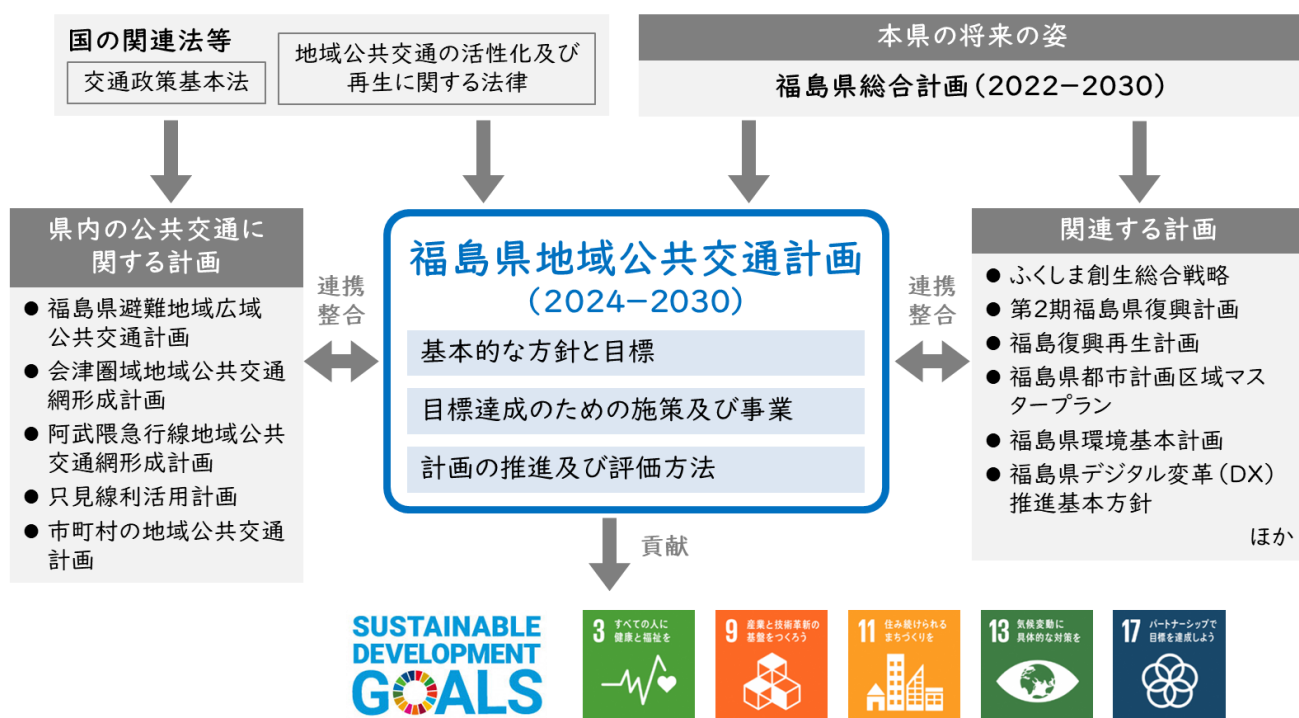 国の関連法等
交通政策基本法
地域公共交通の活性化及び
再生に関する法律
本県の将来の姿
福島県総合計画（2022−2030）
県内の公共交通に
関する計画
● 福島県避難地域広域
公共交通計画
● 会津圏域地域公共交通
網形成計画
● 阿武隈急行線地域公共
交通網形成計画
● 只見線利活用計画
● 市町村の地域公共交通
計画
連携
整合
福島県地域公共交通計画
（2024−2030）
基本的な方針と目標
目標達成のための施策及び事業
計画の推進及び評価方法
連携
整合
関連する計画
● ふくしま創生総合戦略
● 第2期福島県復興計画
● 福島復興再生計画
● 福島県都市計画区域マス
タープラン
● 福島県環境基本計画
● 福島県デジタル変革（DX）
推進基本方針
ほか
貢献
SUSTAINABLE
DEVELOPMENT
GOALS
3 すべての人に
健康と福祉を
9 産業と技術革新の
基盤をつくろう
11 住み続けられる
まちづくりを
13 気候変動に
具体的な対策を
17 パートナーシップで
目標を達成しよう